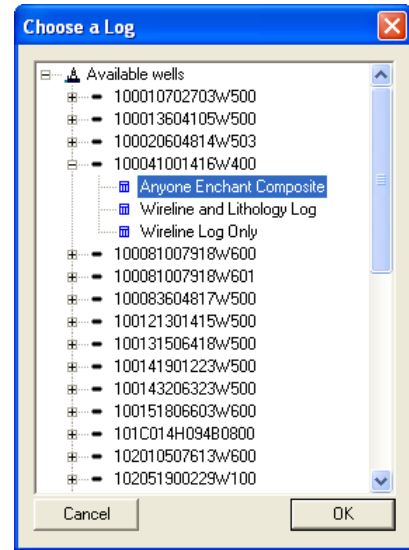 Choose a Log
Available wells
100010702703W500
100013604105W500
100020604814W503
100041001416W400
Anyone Enchant Composite
Wireline and Lithology Log
Wireline Log Only
100081007918W600
100081007918W601
100083604817W500
100121301415W500
100131506418W500
100141901223W500
100143206323W600
100151806603W600
101C014H094B0800
102010507613W600
102051900229W100
Cancel
OK